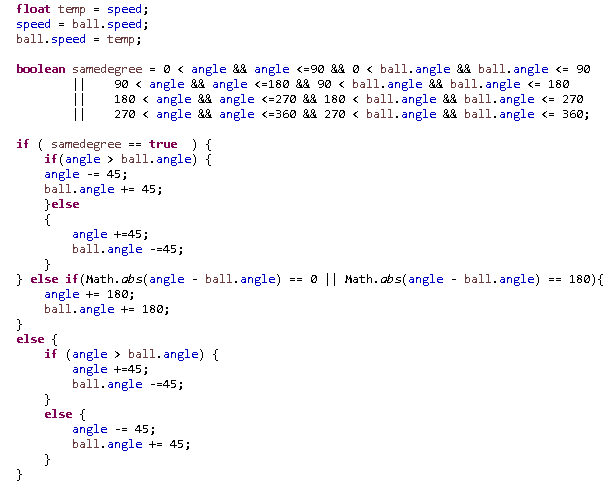 float temp = speed;
speed = ball.speed;
ball.speed = temp;
boolean samedegree = 0 < angle && angle <=90 && 0 < ball.angle && ball.angle <= 90
|| 90 < angle && angle <=180 && 90 < ball.angle && ball.angle <= 180
|| 180 < angle && angle <=270 && 180 < ball.angle && ball.angle <= 270
|| 270 < angle && angle <=360 && 270 < ball.angle && ball.angle <= 360;
if ( samedegree == true ) {
if(angle > ball.angle) {
angle -= 45;
ball.angle += 45;
}else
{
angle +=45;
ball.angle -=45;
}
} else if(Math.abs(angle - ball.angle) == 0 || Math.abs(angle - ball.angle) == 180){
angle += 180;
ball.angle += 180;
}
else {
if (angle > ball.angle) {
angle +=45;
ball.angle -=45;
}
else {
angle -= 45;
ball.angle += 45;
}
}